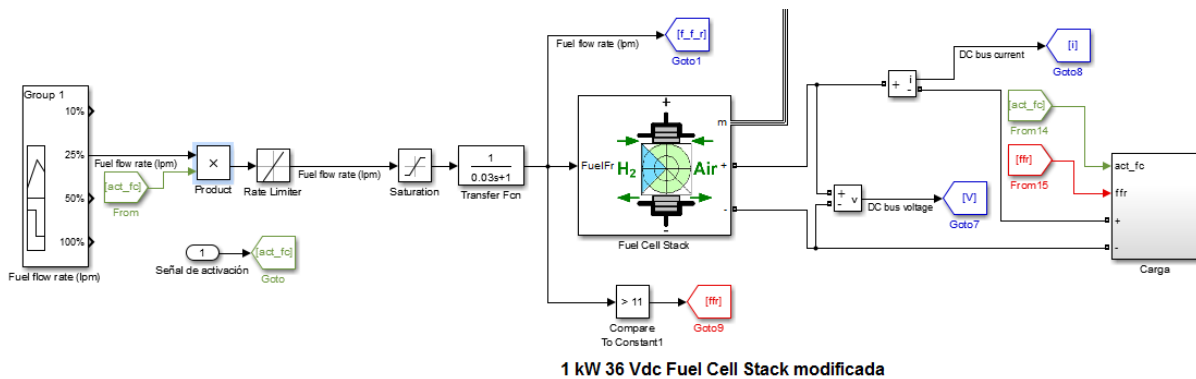 Group 1
10%
25%
50%
100%
Fuel flow rate (lpm)
Fuel flow rate (lpm)
[act_fc]
From
×
Product
Rate Limiter
Fuel flow rate (lpm)
Saturation
1
0.03s+1
Transfer Fcn
1
Señal de activación
[act_fc]
Goto
Fuel flow rate (lpm)
[f_f_r]
Goto1
FuelFr
H2
Air
+
-
m
+
-
Fuel Cell Stack
> 11
Compare
To Constant1
[ffr]
Goto9
+
-
i
DC bus current
[i]
Goto8
+
-
v
DC bus voltage
[V]
Goto7
[act_fc]
From14
[ffr]
From15
act_fc
ffr
+
-
Carga
1 kW 36 Vdc Fuel Cell Stack modificada